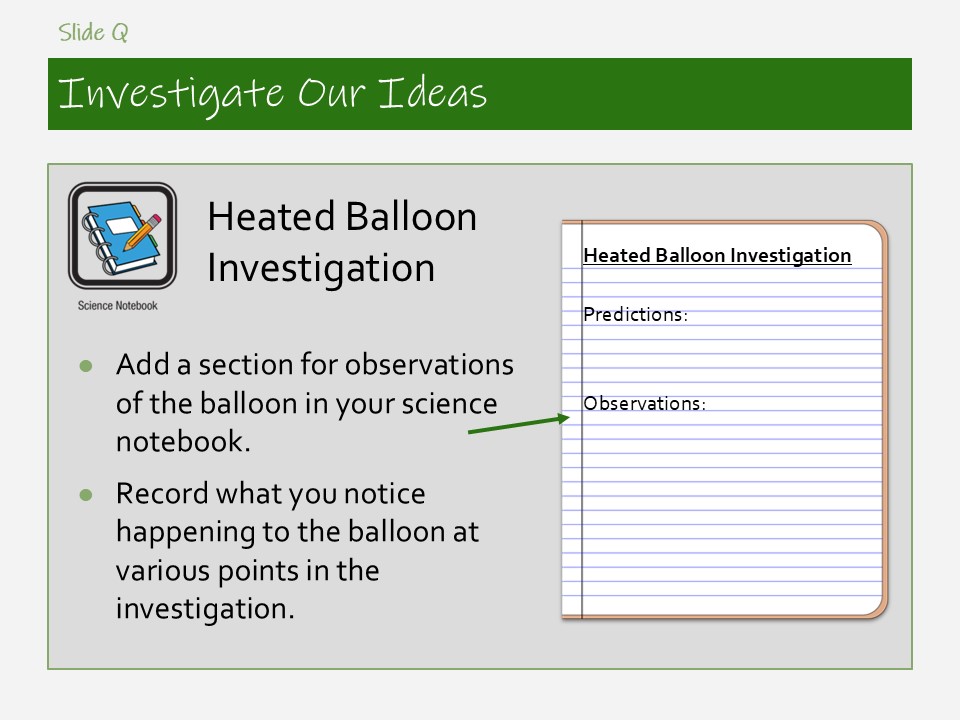 Slide Q
Investigate Our Ideas
Science Notebook
Heated Balloon
Investigation
● Add a section for observations
of the balloon in your science
notebook.
● Record what you notice
happening to the balloon at
various points in the
investigation.
Heated Balloon Investigation
Predictions:
Observations: